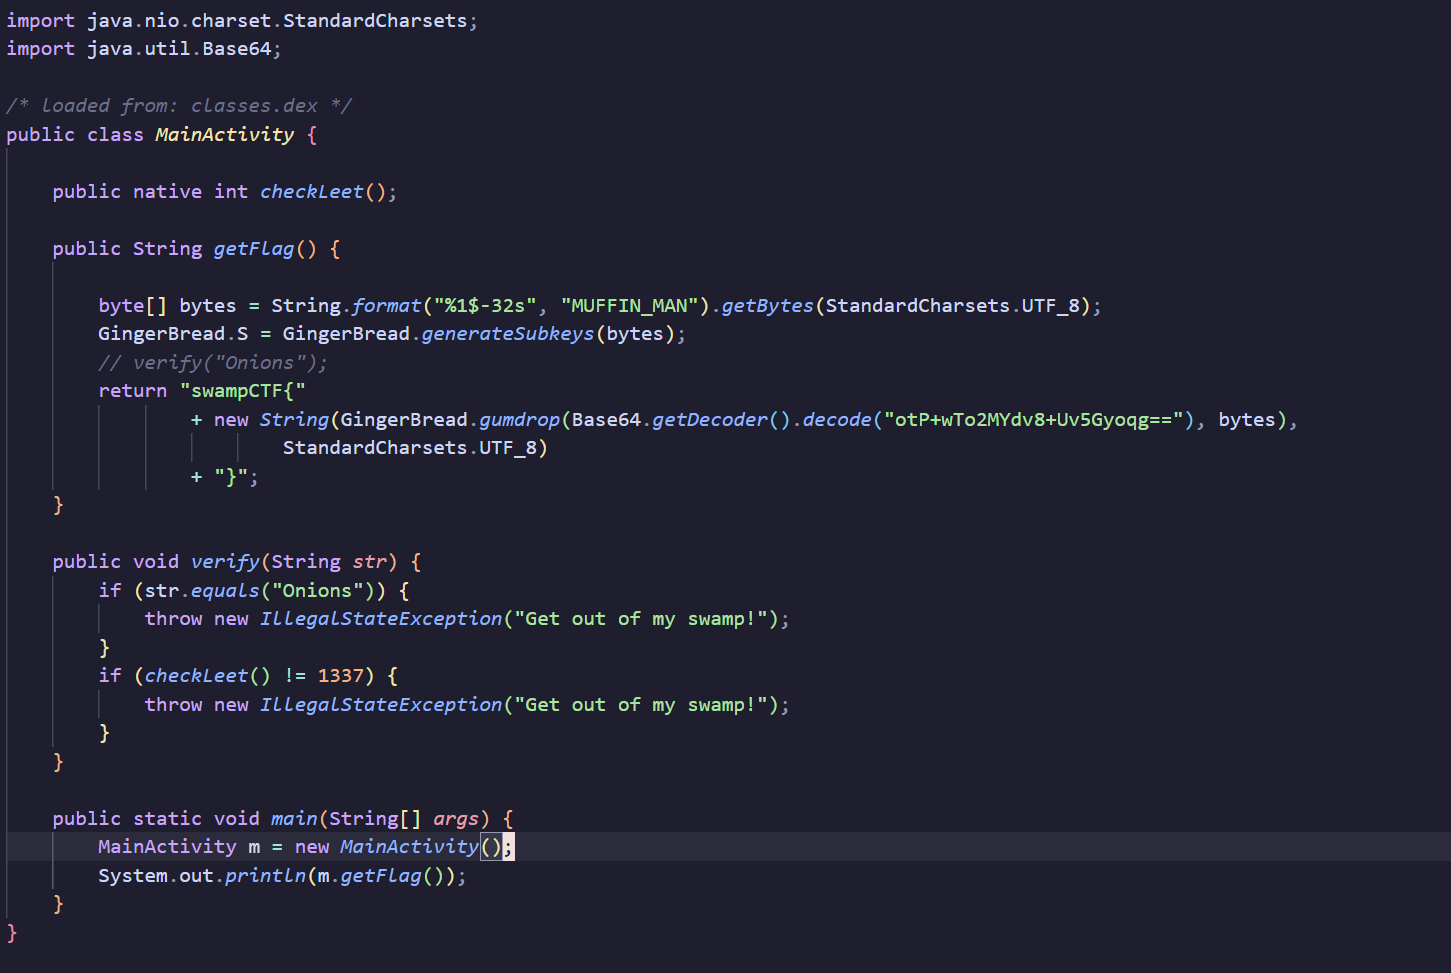 import java.nio.charset.StandardCharsets;
import java.util.Base64;
/* loaded from: classes.dex */
public class MainActivity {
public native int checkLeet();
public String getFlag() {
byte[] bytes = String.format("%1$-32s", "MUFFIN_MAN").getBytes(StandardCharsets.UTF_8);
GingerBread.S = GingerBread.generateSubkeys(bytes);
// verify("Onions");
return "swampCTF{"
+ new String(GingerBread.gumdrop(Base64.getDecoder().decode("otP+wTo2MYdv8+Uv5Gyoqg=="), bytes),
StandardCharsets.UTF_8)
+ "}";
}
public void verify(String str) {
if (str.equals("Onions")) {
throw new IllegalStateException("Get out of my swamp!");
}
if (checkLeet() != 1337) {
throw new IllegalStateException("Get out of my swamp!");
}
}
public static void main(String[] args) {
MainActivity m = new MainActivity();
System.out.println(m.getFlag());
}
}